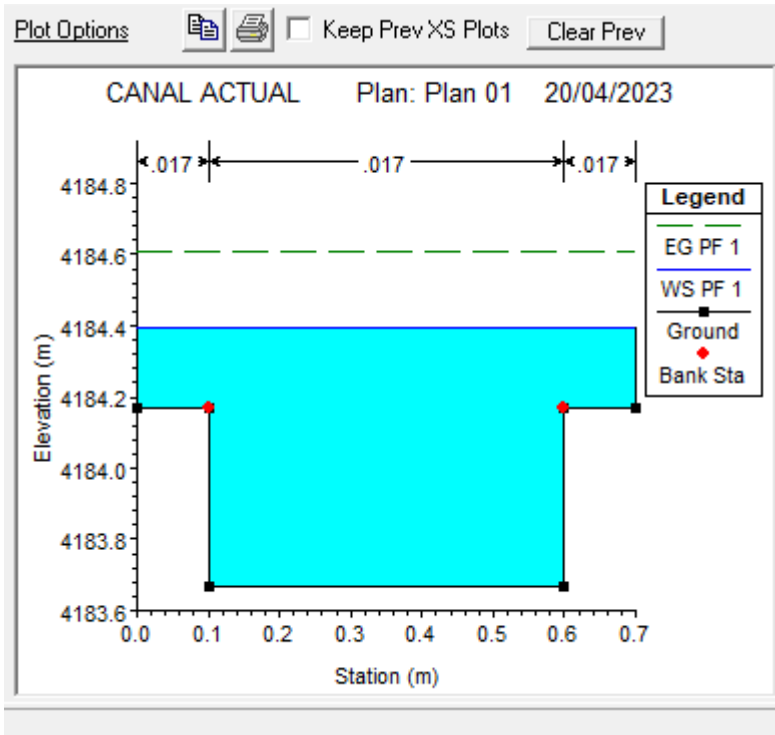 Plot Options Keep Prev XS Plots Clear Prev
CANAL ACTUAL Plan: Plan 01 20/04/2023
.017 .017 .017
4184.8
4184.6
4184.4
4184.2
4184.0
4183.8
4183.6
Elevation (m)
0.0 0.1 0.2 0.3 0.4 0.5 0.6 0.7
Station (m)
Legend
EG PF 1
WS PF 1
Ground
Bank Sta